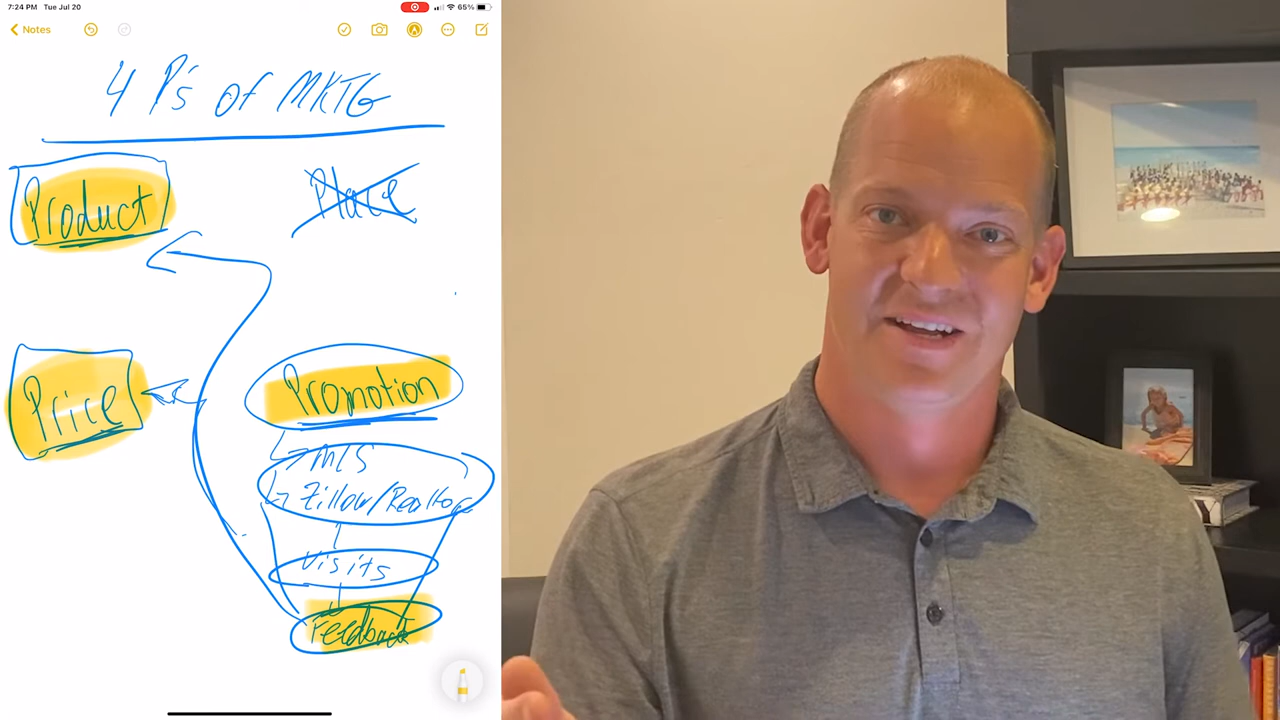 7:24 PM Tue Jul 20
65%
Notes
4 P's of MKTG
Product
Place
Price
Promotion
MLS
Zillow/Realtor
Visits
Feedback